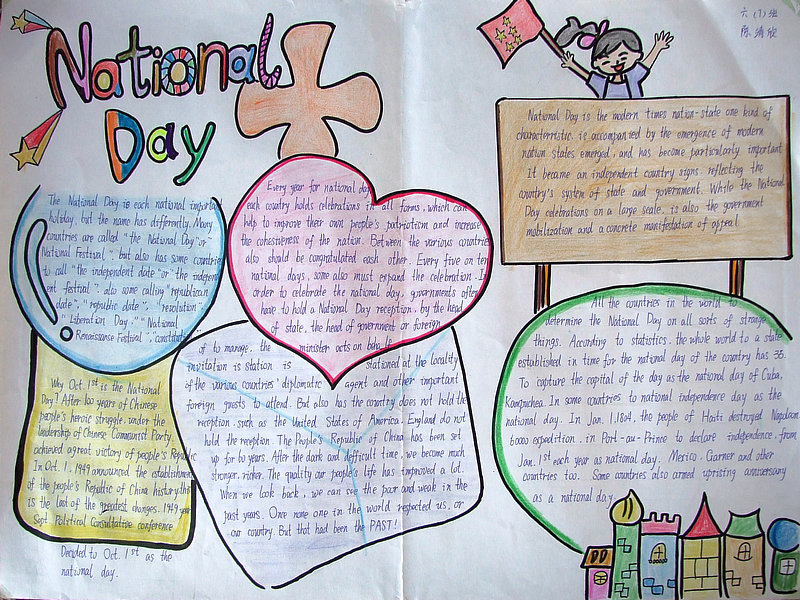 National
Day
六(7)班
The National Day is each national important
holiday, but the name has differently. Many
countries are called "the National Day" or"
National Festival", but also has some countries
to call "the independent date" or "the independ-
ent festival", also some calling "republican
date", "republic date", "revolution
"Liberation Day", "National
Renaissance Festival", "constitution
Every year for national day
each country holds celebrations in all forms, which can
help to improve their own people's patriotism and increase
the cohesiveness of the nation. Between the various countries
also should be congratulated each other. Every five on ten
national days, some also must expand the celebration. In
order to celebrate the national day, governments often
have to hold a National Day reception, by the head
of state, the head of government or foreign
minister acts on behalf
of to manage, the
invitation is station is stationed at the locality
of the various countries' diplomatic agent and other important
foreign guests to attend. But also has the country does not hold the
reception, such as the United States of America, England do not
hold the reception. The People's Republic of China has been set
up for 60 years. After the dark and difficult time, we become much
stronger, richer. The quality our people's life has improved a lot.
When we look back, we can see the poor and weak in the
past years. Once none one in the world respected us, or
our country. But that had been the PAST!
Why Oct. 1st is the National
Day! After 100 years of Chinese
people's heroic struggle, under the
leadership of Chinese Communist Party
achieved agreat victory of people's Republic
In Oct. 1, 1949 announced the establishment
of the people's Republic of China history this
is the last of the greatest changes. 1949 year
Sept. Political Consultative conference
Decided to Oct. 1st as the
national day.
National Day is the modern times nation-state one kind of
characterristic. is accompanied by the emergence of modern
nation states emerged, and has become particularly important
It became an independent country signs, reflecting the
country's system of state and government. While the National
Day celebrations on a large scale, is also the government
mobilization and a concrete manifestation of appeal
All the countries in the world to
determine the National Day on all sorts of strange
things. According to statistics, the whole world to a state
established in time for the national day of the country has 35.
To capture the capital of the day as the national day of Cuba,
Kampuchea. In some countries to national independence day as the
national day. In Jan. 1, 1804, the people of Haiti destroyed Napolean
6000 expedition, in Port-au-Prince to declare independence, from
Jan. 1st each year as national day. Merico, Garner and other
countries too. Some countries also armed uprising anniversary
as a national day.